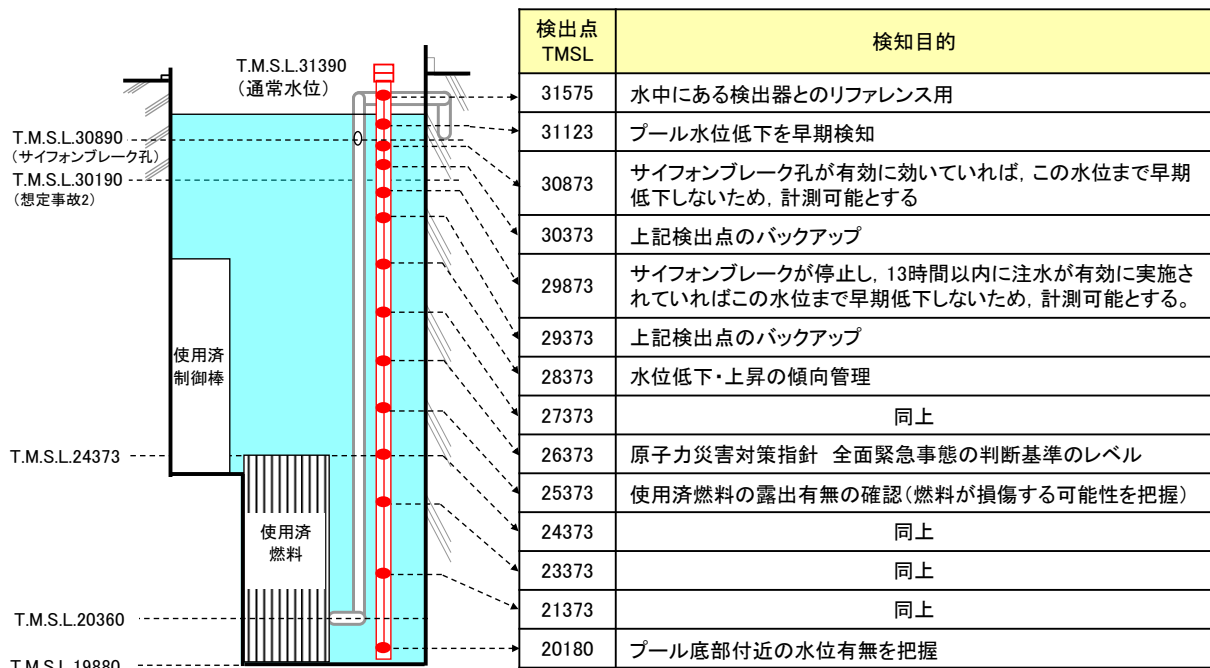 T.M.S.L.31390
（通常水位）
T.M.S.L.30890
（サイフォンブレーク孔）
T.M.S.L.30190
（想定事故2）
使用済
制御棒
T.M.S.L.24373
使用済
燃料
T.M.S.L.20360
T.M.S.L.19880
検出点
TMSL
検知目的
31575
水中にある検出器とのリファレンス用
31123
プール水位低下を早期検知
30873
サイフォンブレーク孔が有効に効いていれば，この水位まで早期
低下しないため，計測可能とする
30373
上記検出点のバックアップ
29873
サイフォンブレークが停止し，13時間以内に注水が有効に実施さ
れていればこの水位まで早期低下しないため，計測可能とする。
29373
上記検出点のバックアップ
28373
水位低下・上昇の傾向管理
27373
同上
26373
原子力災害対策指針 全面緊急事態の判断基準のレベル
25373
使用済燃料の露出有無の確認（燃料が損傷する可能性を把握）
24373
同上
23373
同上
21373
同上
20180
プール底部付近の水位有無を把握